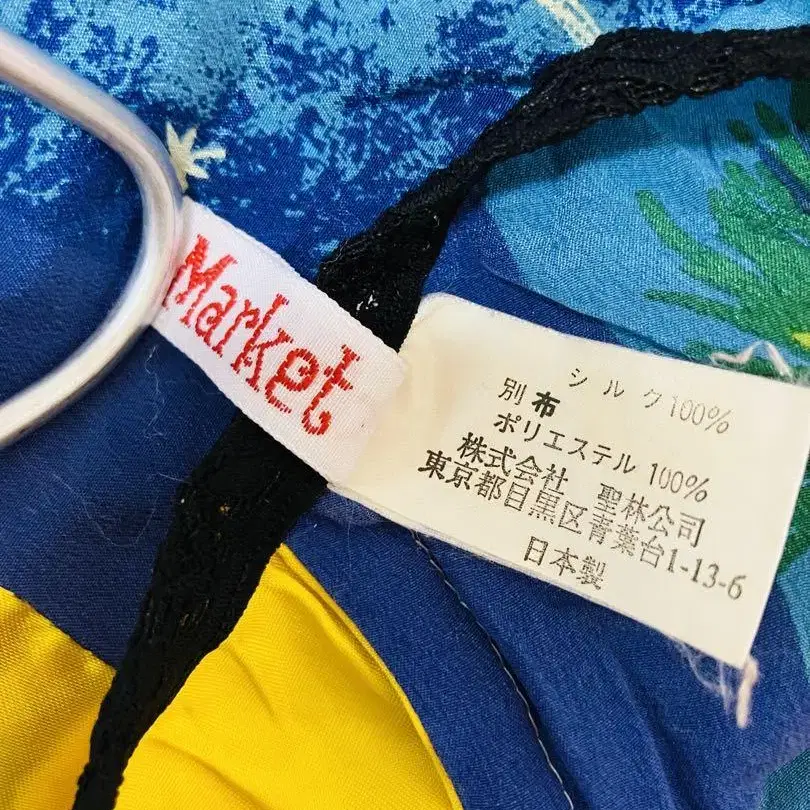 Market
シルク100%
別布
ポリエステル 100%
株式会社 聖林公司
東京都目黒区青葉台1-13-6
日本製